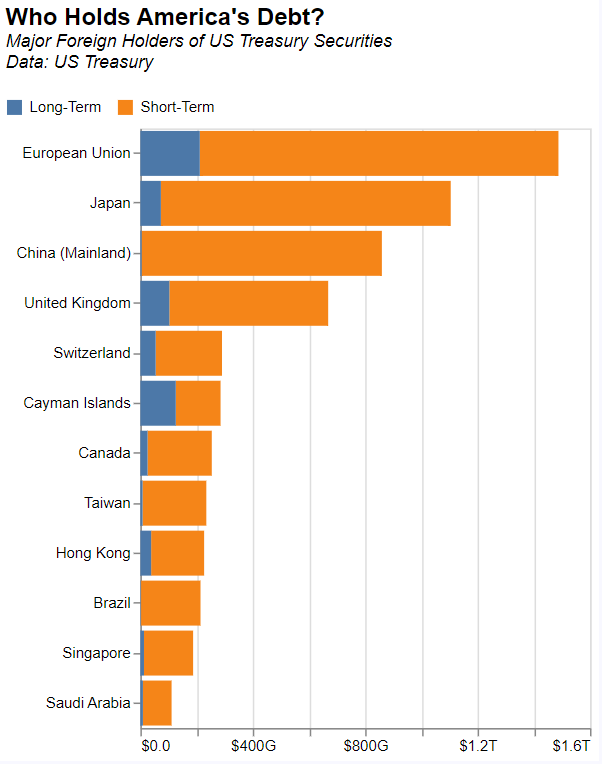 Who Holds America's Debt?
Major Foreign Holders of US Treasury Securities
Data: US Treasury
Long-Term Short-Term
European Union
Japan
China (Mainland)
United Kingdom
Switzerland
Cayman Islands
Canada
Taiwan
Hong Kong
Brazil
Singapore
Saudi Arabia
$0.0 $400G $800G $1.2T $1.6T